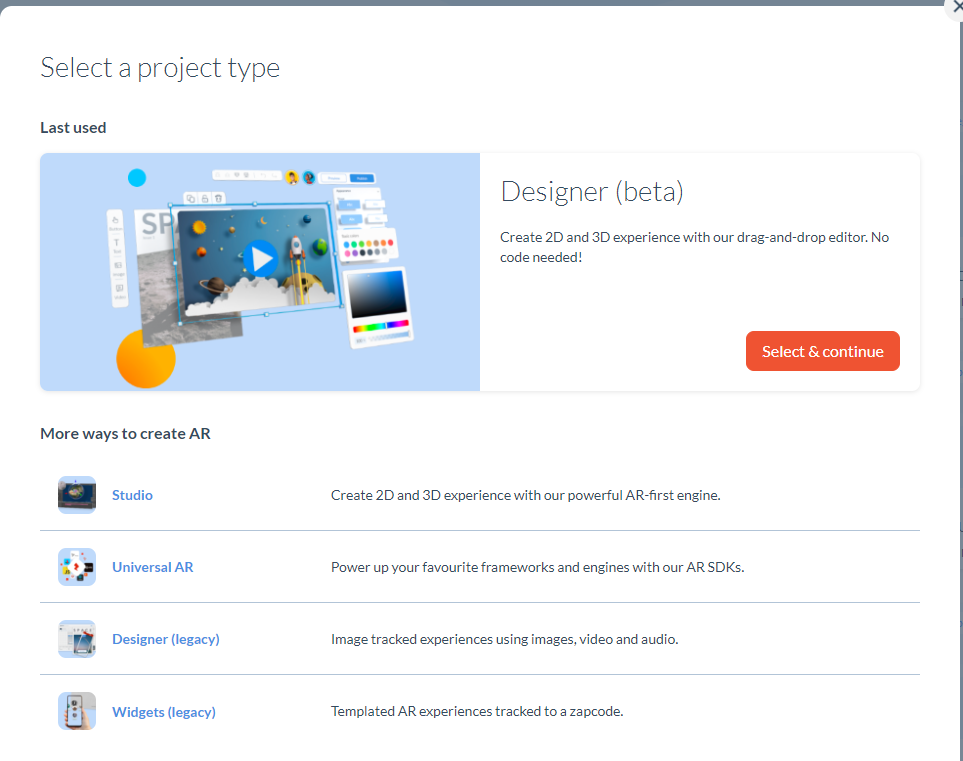 Select a project type
Last used
Designer (beta)
Create 2D and 3D experience with our drag-and-drop editor. No
code needed!
Select & continue
More ways to create AR
Studio
Create 2D and 3D experience with our powerful AR-first engine.
Universal AR
Power up your favourite frameworks and engines with our AR SDKs.
Designer (legacy)
Image tracked experiences using images, video and audio.
Widgets (legacy)
Templated AR experiences tracked to a zapcode.